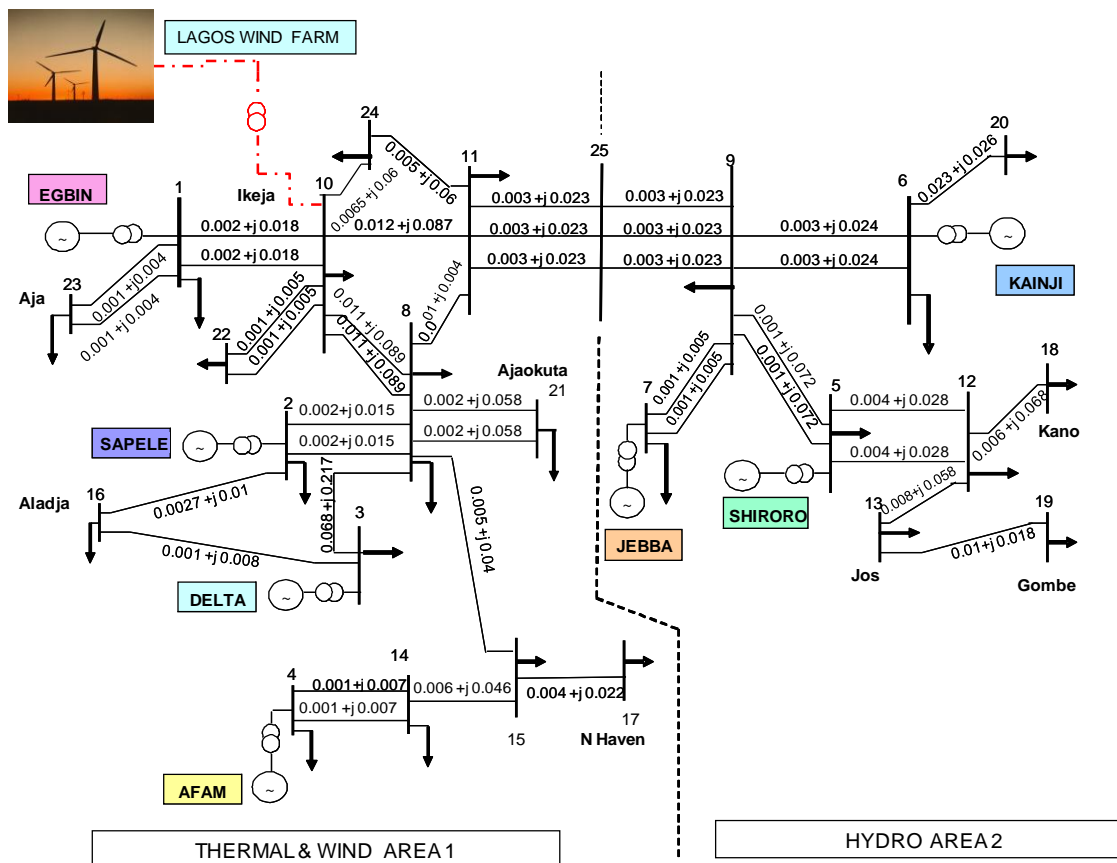 LAGOS WIND FARM
24
20
11
25
9
1
Ikeja
10
6
EGBIN
0.005 +j 0.06
0.0065 +j 0.06
0.023 +j 0.026
0.003 +j 0.023
0.003 +j 0.023
0.002 +j 0.018
0.012 +j 0.087
0.003 +j 0.023
0.003 +j 0.023
0.003 +j 0.024
~
~
0.002 +j 0.018
0.003 +j 0.023
0.003 +j 0.023
0.003 +j 0.024
KAINJI
23
Aja
0.001 +j 0.004
0.001 +j 0.004
0.001 +j 0.005
0.001 +j 0.005
22
0.011 +j 0.089
0.011 +j 0.089
8
0.001 +j 0.004
Ajaokuta
21
0.001 +j 0.072
0.001 +j 0.072
0.001 +j 0.005
0.001 +j 0.005
7
5
12
18
2
0.002 +j 0.015
0.002 +j 0.058
0.004 +j 0.028
0.006 +j 0.068
Kano
SAPELE
~
0.002 +j 0.015
0.002 +j 0.058
0.004 +j 0.028
~
SHIRORO
Aladja
16
0.0027 +j 0.01
0.068 +j 0.217
0.005 +j 0.04
0.008 +j 0.058
13
19
3
~
JEBBA
0.001 +j 0.008
0.01 +j 0.018
Jos
Gombe
DELTA
~
14
4
0.001 +j 0.007
0.006 +j 0.046
0.004 +j 0.022
0.001 +j 0.007
15
17
N Haven
AFAM
~
THERMAL & WIND AREA 1
HYDRO AREA 2